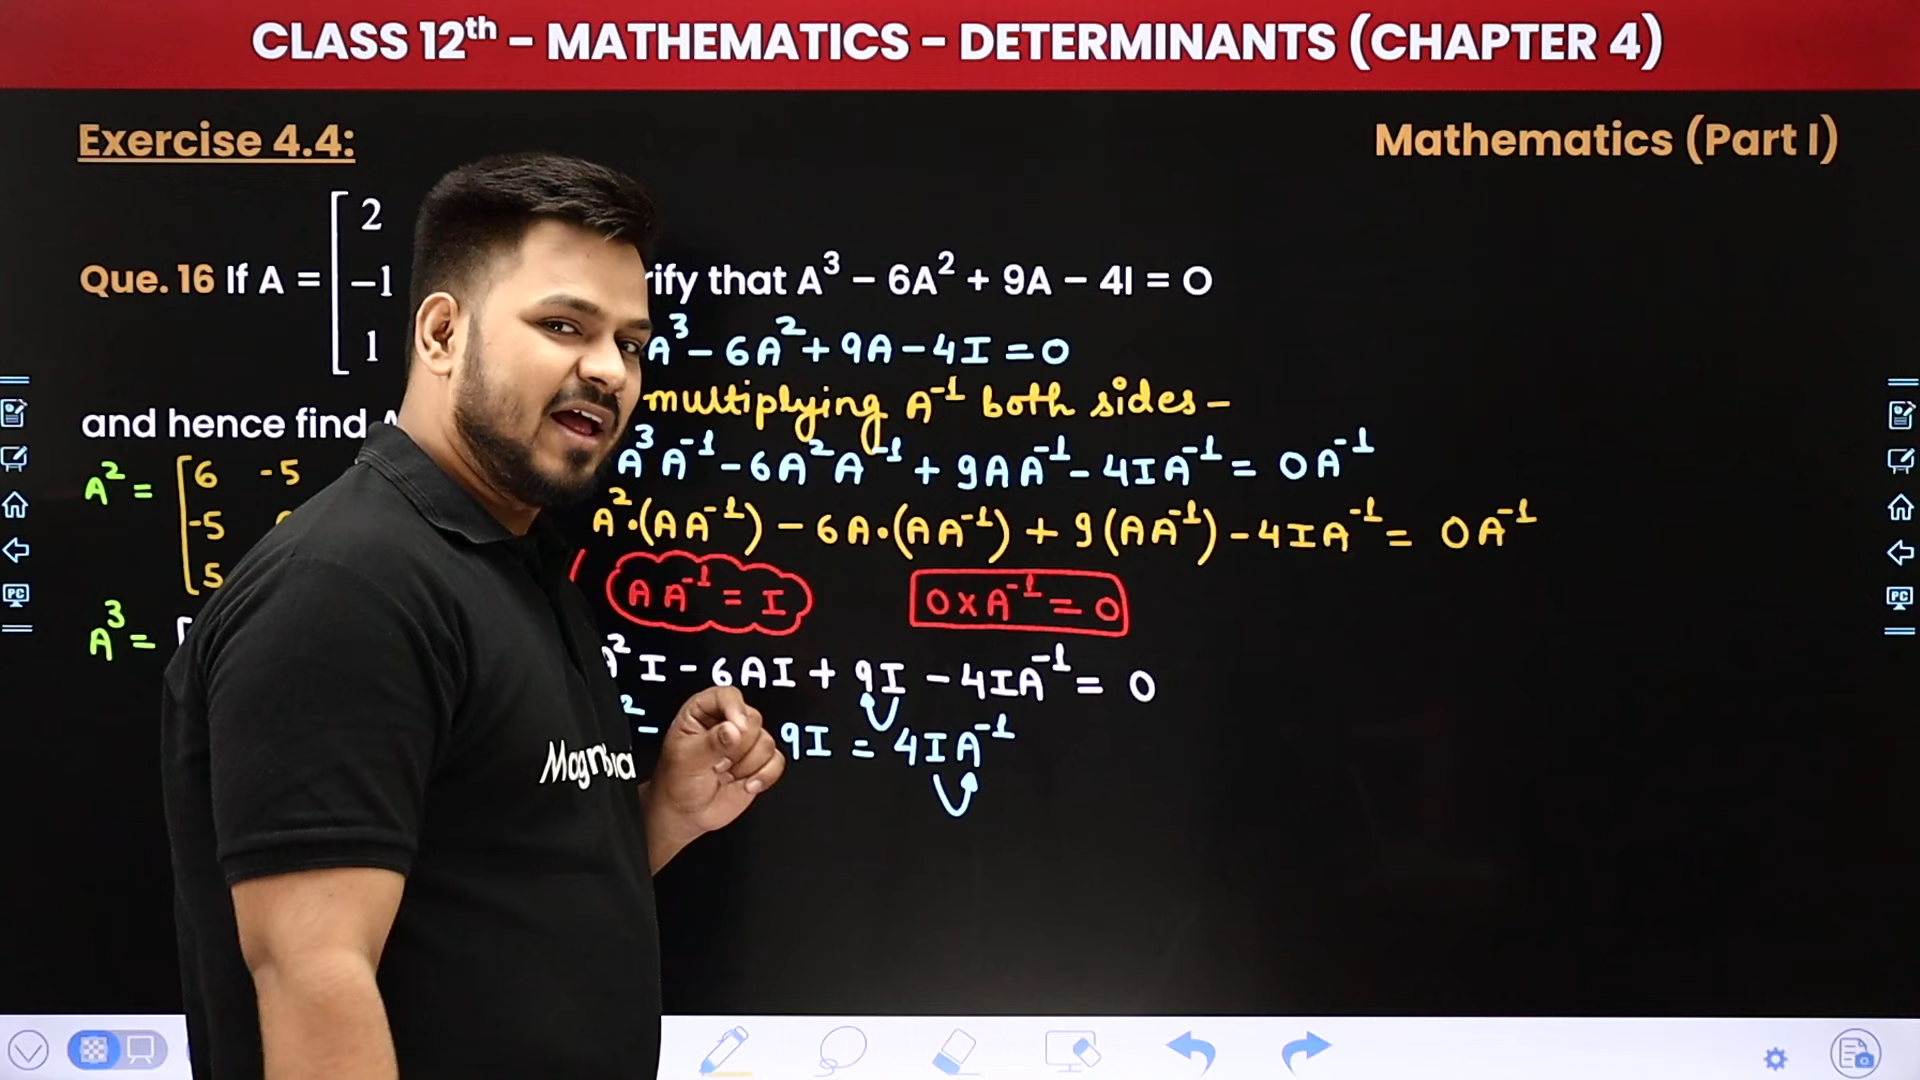 CLASS 12th - MATHEMATICS - DETERMINANTS (CHAPTER 4)
Exercise 4.4:
Mathematics (Part I)
2
Que. 16 If A = -1 rify that A³ - 6A² + 9A - 4I = O
1
A³ - 6A² + 9A - 4I = 0
multiplying A⁻¹ both sides -
and hence find
A³A⁻¹ - 6A²A⁻¹ + 9AA⁻¹ - 4IA⁻¹ = 0A⁻¹
A² = 6 -5
-5
5
A²·(AA⁻¹) - 6A·(AA⁻¹) + 9(AA⁻¹) - 4IA⁻¹ = 0A⁻¹
AA⁻¹ = I
0×A⁻¹ = 0
A³ =
²I - 6AI + 9I - 4IA⁻¹ = 0
² - 9I = 4IA⁻¹
PC
PC